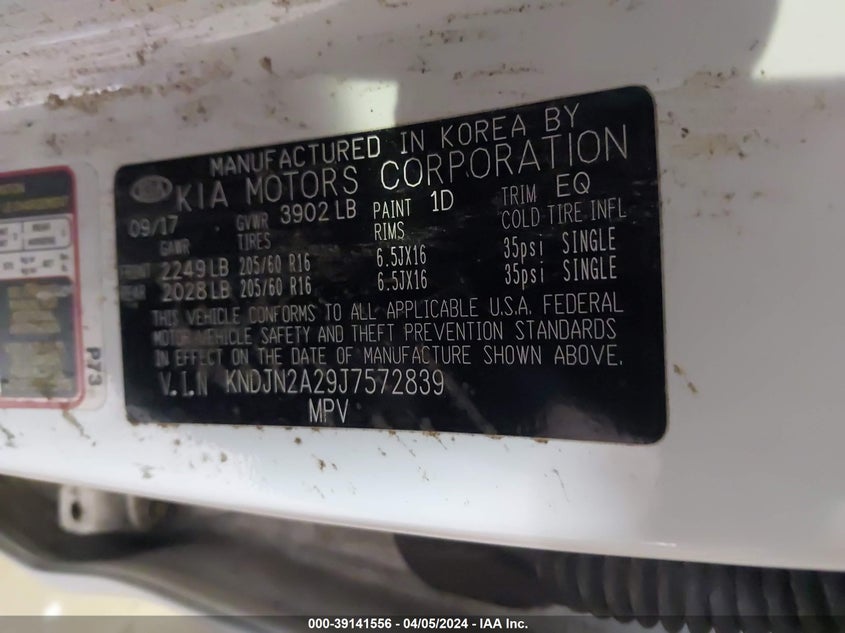 MANUFACTURED IN KOREA BY
KIA KIA MOTORS CORPORATION
09/17 GVWR 3902 LB PAINT 1D TRIM EQ
GAWR TIRES RIMS COLD TIRE INFL
FRONT 2249 LB 205/60 R16 6.5JX16 35psi SINGLE
REAR 2028 LB 205/60 R16 6.5JX16 35psi SINGLE
THIS VEHICLE CONFORMS TO ALL APPLICABLE U.S.A. FEDERAL
MOTOR VEHICLE SAFETY AND THEFT PREVENTION STANDARDS
IN EFFECT ON THE DATE OF MANUFACTURE SHOWN ABOVE.
V.I.N KNDJN2A29J7572839
MPV
P73
000-39141556 - 04/05/2024 - IAA Inc.